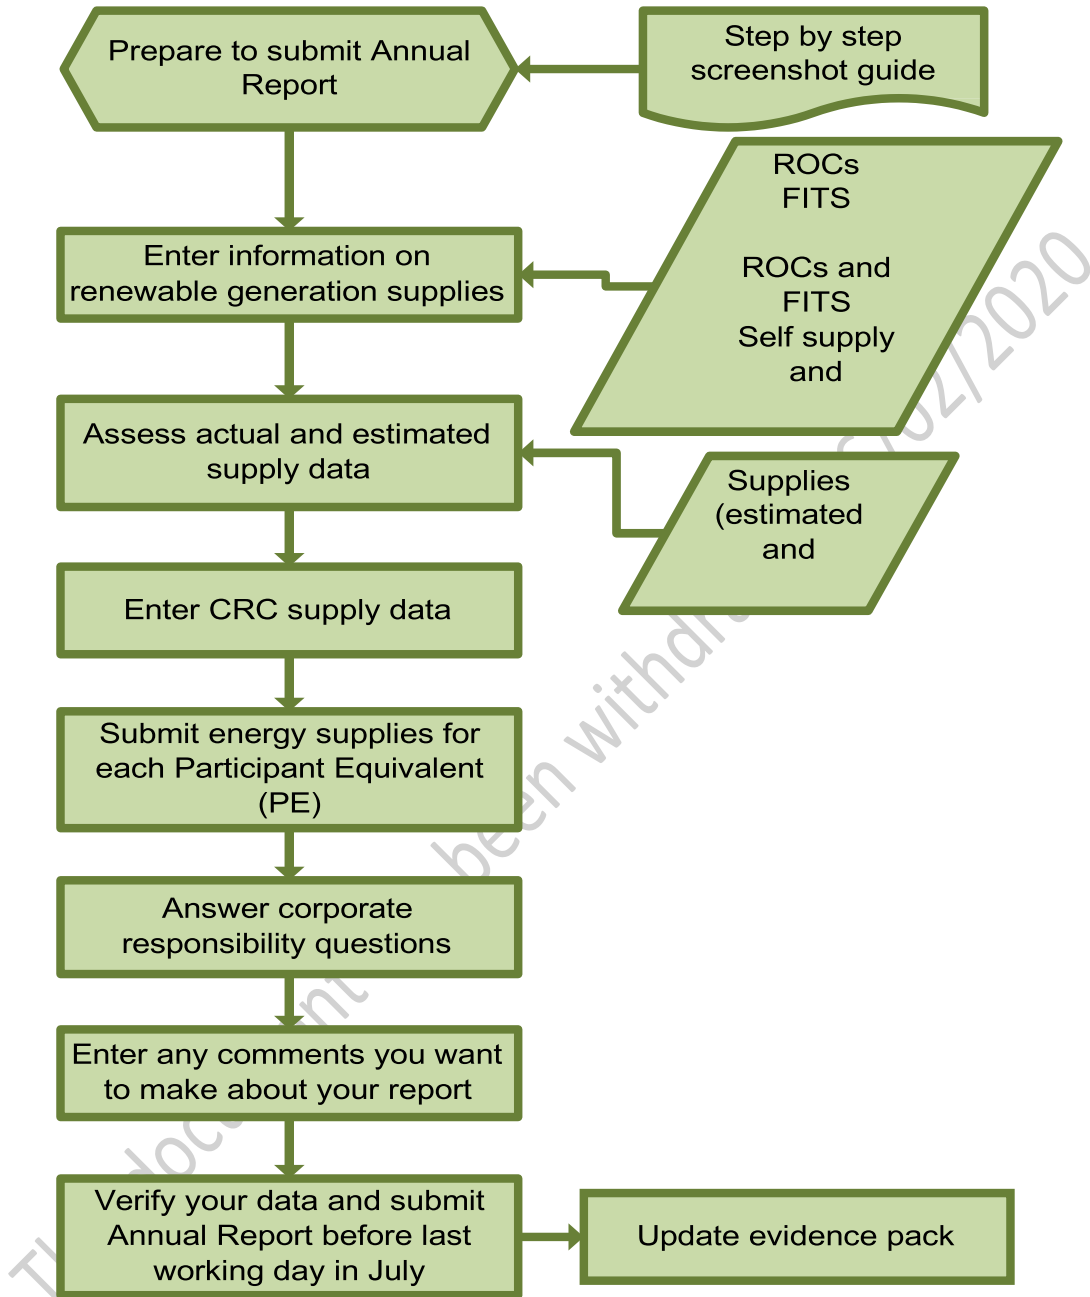 Prepare to submit Annual
Report
Step by step
screenshot guide
ROCs
FITS
ROCs and
FITS
Self supply
and
Enter information on
renewable generation supplies
Assess actual and estimated
supply data
Supplies
(estimated
and
Enter CRC supply data
Submit energy supplies for
each Participant Equivalent
(PE)
Answer corporate
responsibility questions
Enter any comments you want
to make about your report
Verify your data and submit
Annual Report before last
working day in July
Update evidence pack
been /02/2020